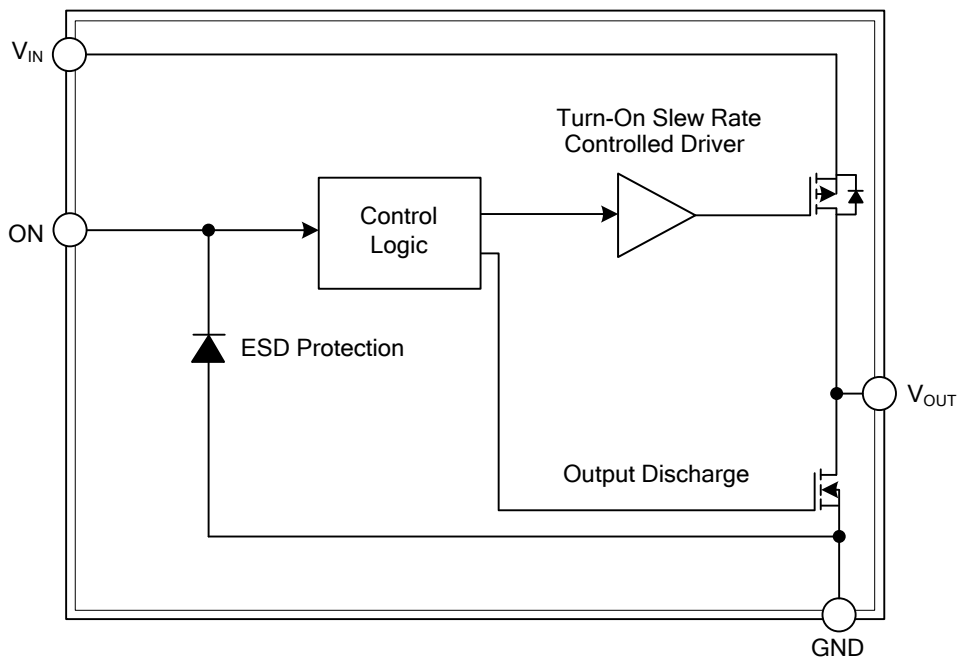 VIN
Turn-On Slew Rate
Controlled Driver
ON
Control
Logic
ESD Protection
VOUT
Output Discharge
GND